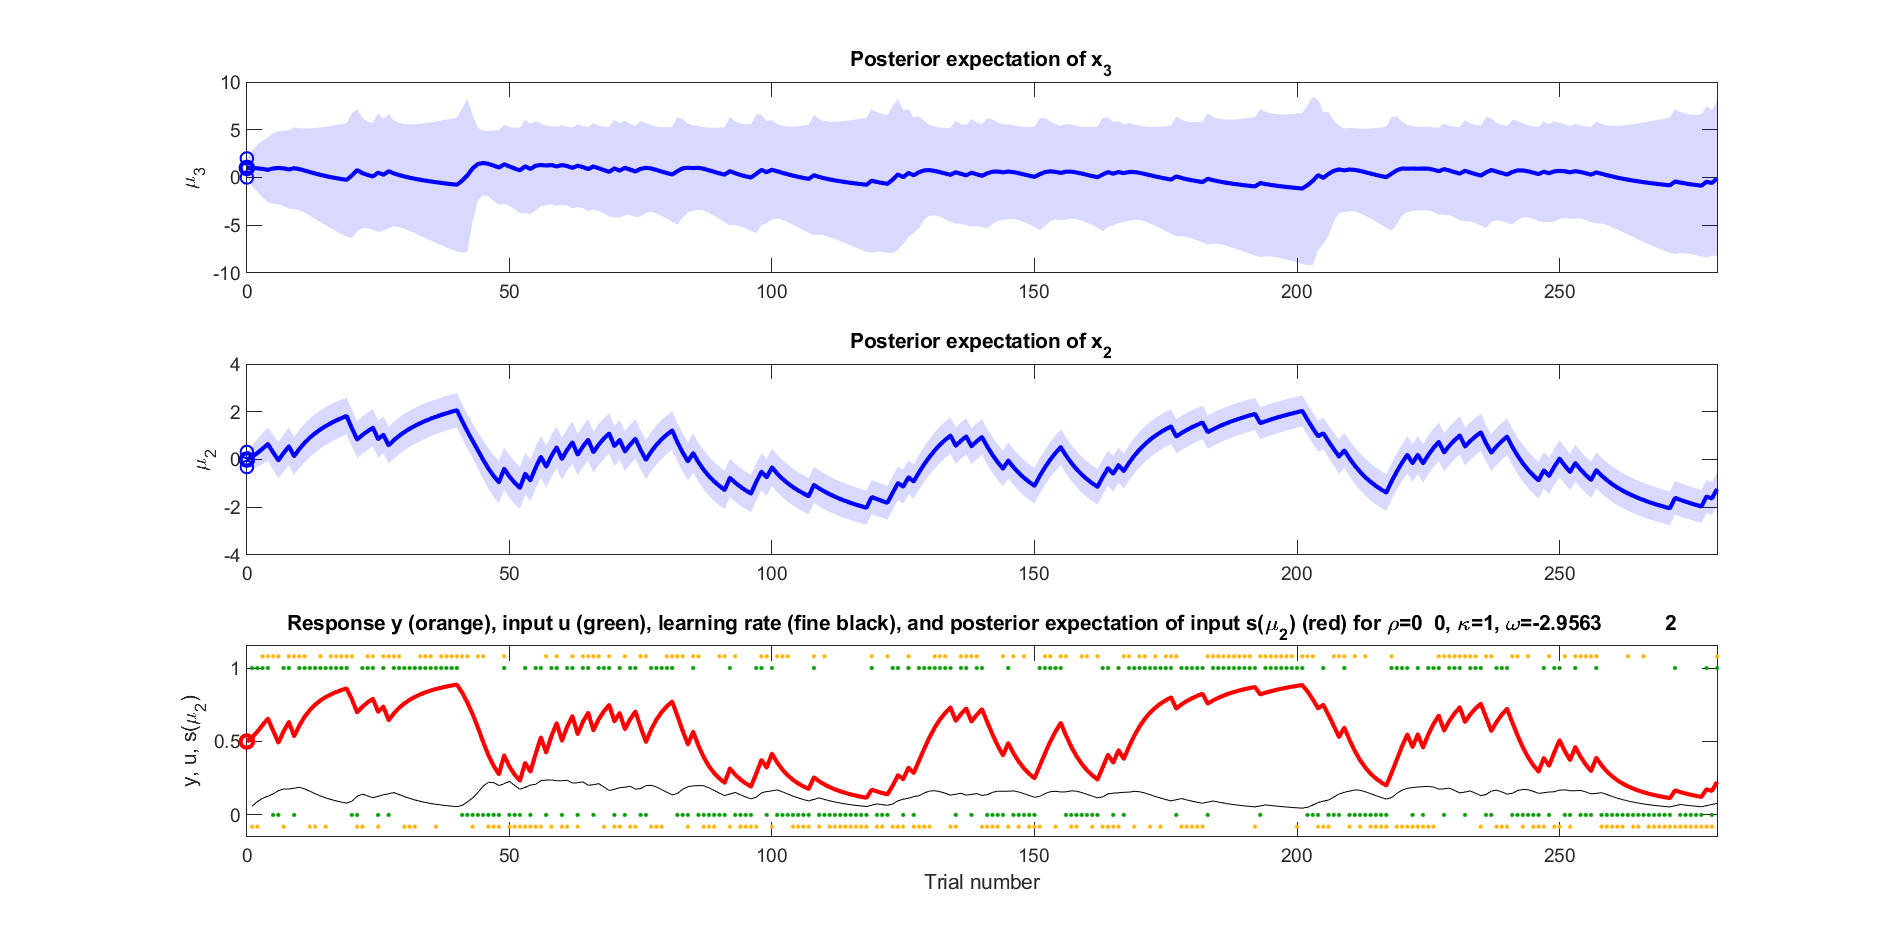 Posterior expectation of x3
10
5
0
-5
-10
μ3
0 50 100 150 200 250
Posterior expectation of x2
4
2
0
-2
-4
μ2
0 50 100 150 200 250
Response y (orange), input u (green), learning rate (fine black), and posterior expectation of input s(μ2) (red) for ρ=0 0, κ=1, ω=-2.9563 2
1
0.5
0
y, u, s(μ2)
0 50 100 150 200 250
Trial number